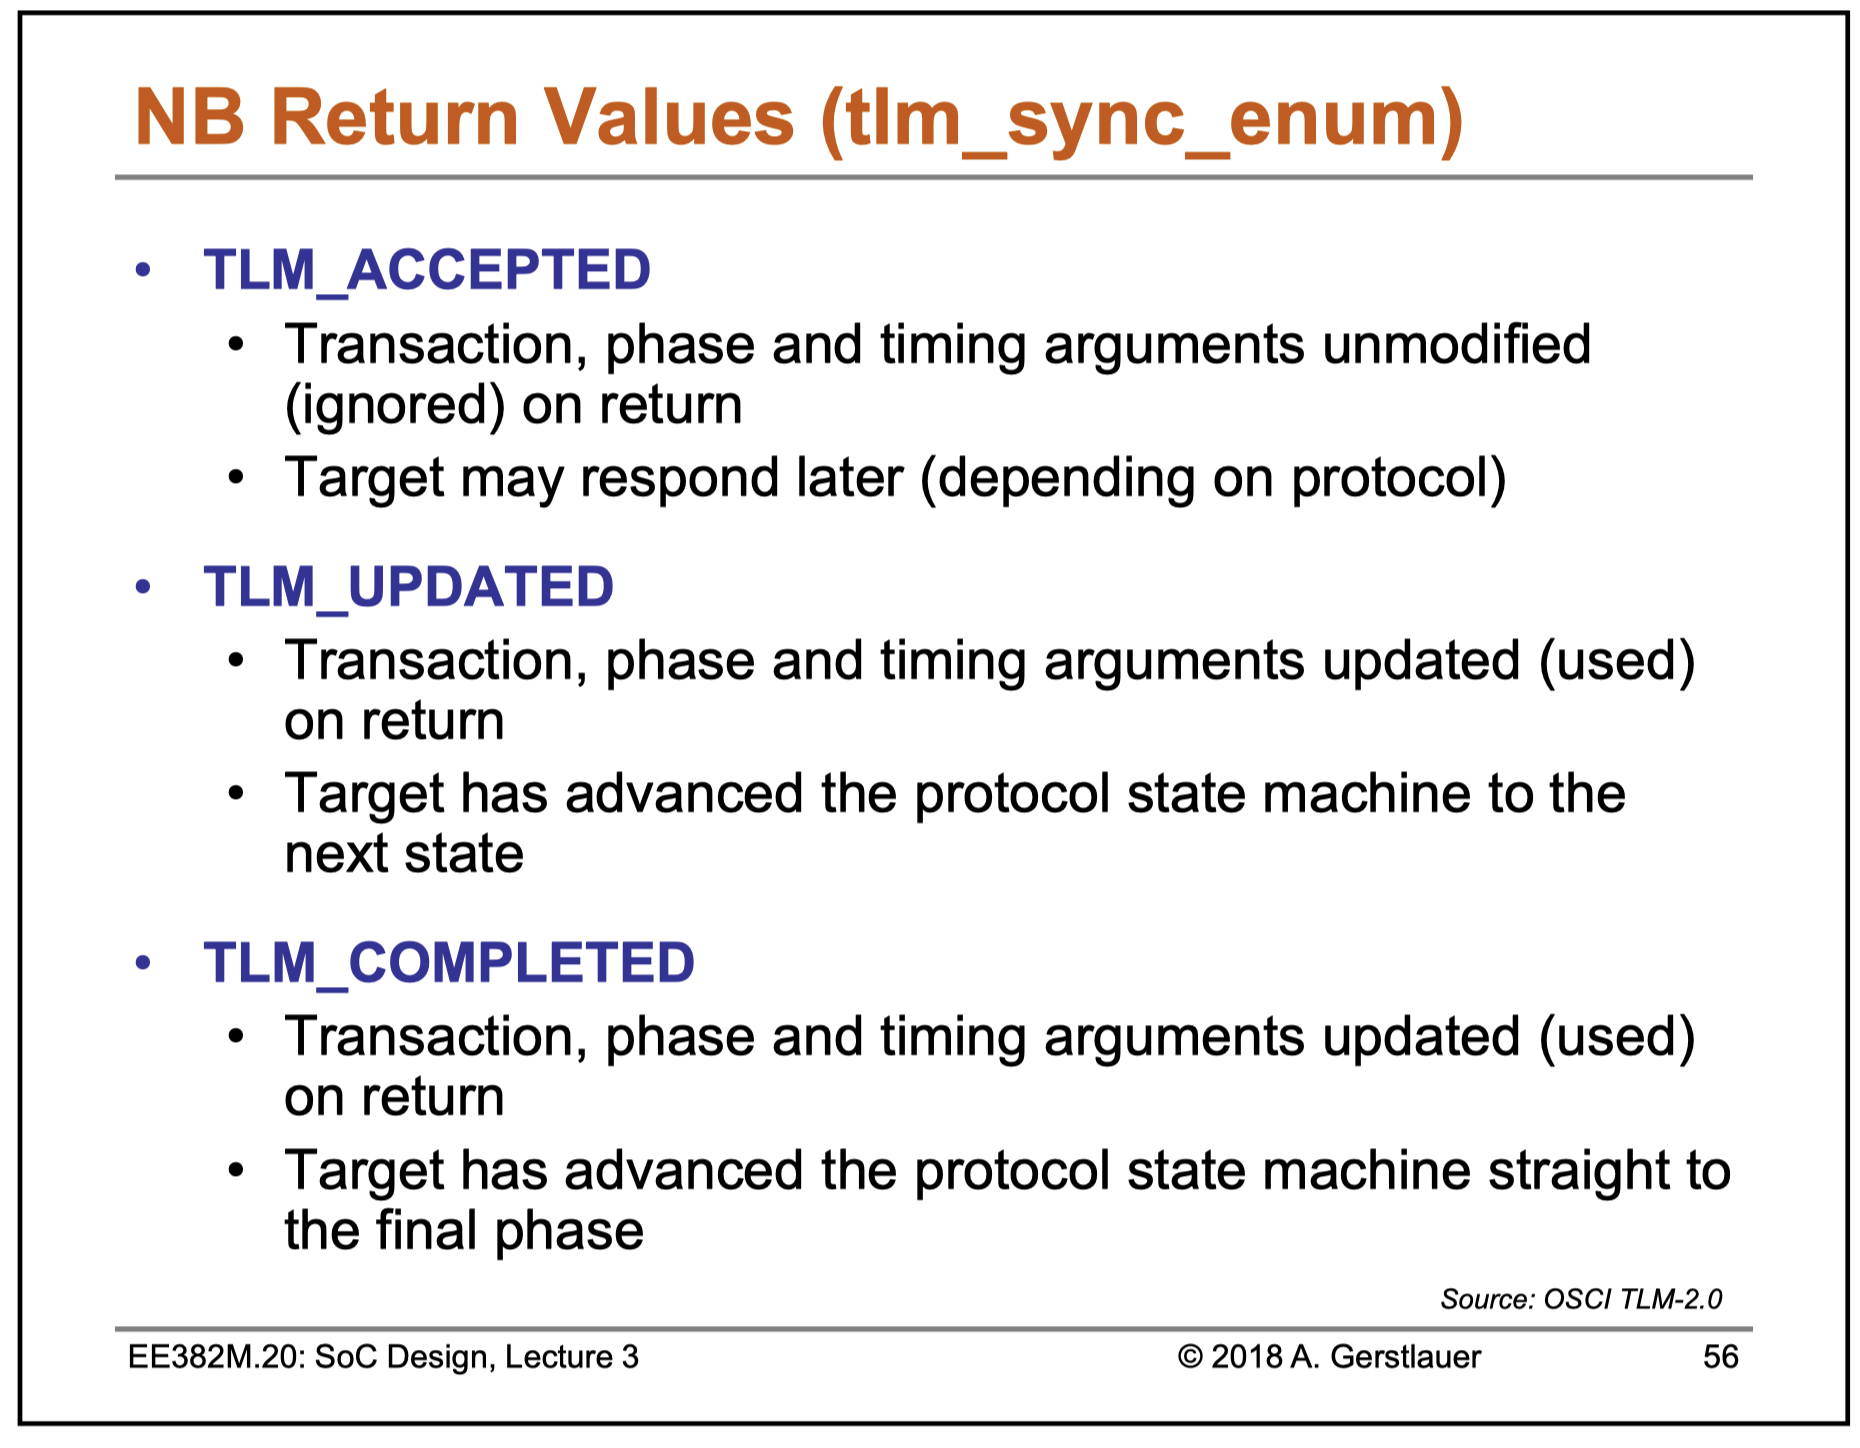 NB Return Values (tlm_sync_enum)
• TLM_ACCEPTED
• Transaction, phase and timing arguments unmodified
(ignored) on return
• Target may respond later (depending on protocol)
• TLM_UPDATED
• Transaction, phase and timing arguments updated (used)
on return
• Target has advanced the protocol state machine to the
next state
• TLM_COMPLETED
• Transaction, phase and timing arguments updated (used)
on return
• Target has advanced the protocol state machine straight to
the final phase
Source: OSCI TLM-2.0
EE382M.20: SoC Design, Lecture 3 © 2018 A. Gerstlauer 56